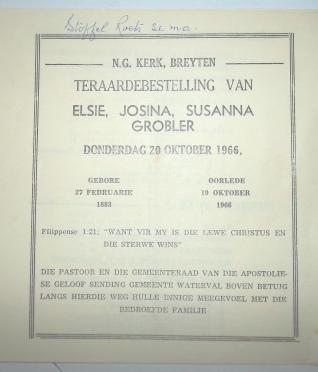 Stoffel Roets se ma.
N.G. KERK, BREYTEN
TERAARDEBESTELLING VAN
ELSIE, JOSINA, SUSANNA
GROBLER
DONDERDAG 20 OKTOBER 1966,
GEBORE OORLEDE
27 FEBRUARIE 19 OKTOBER
1883 1966
Filippense 1:21; "WANT VIR MY IS DIE LEWE CHRISTUS EN
DIE STERWE WINS"
DIE PASTOOR EN DIE GEMEENTERAAD VAN DIE APOSTOLIE-
SE GELOOF SENDING GEMEENTE WATERVAL BOVEN BETUIG
LANGS HIERDIE WEG HULLE INNIGE MEEGEVOEL MET DIE
BEDROEFDE FAMILIE